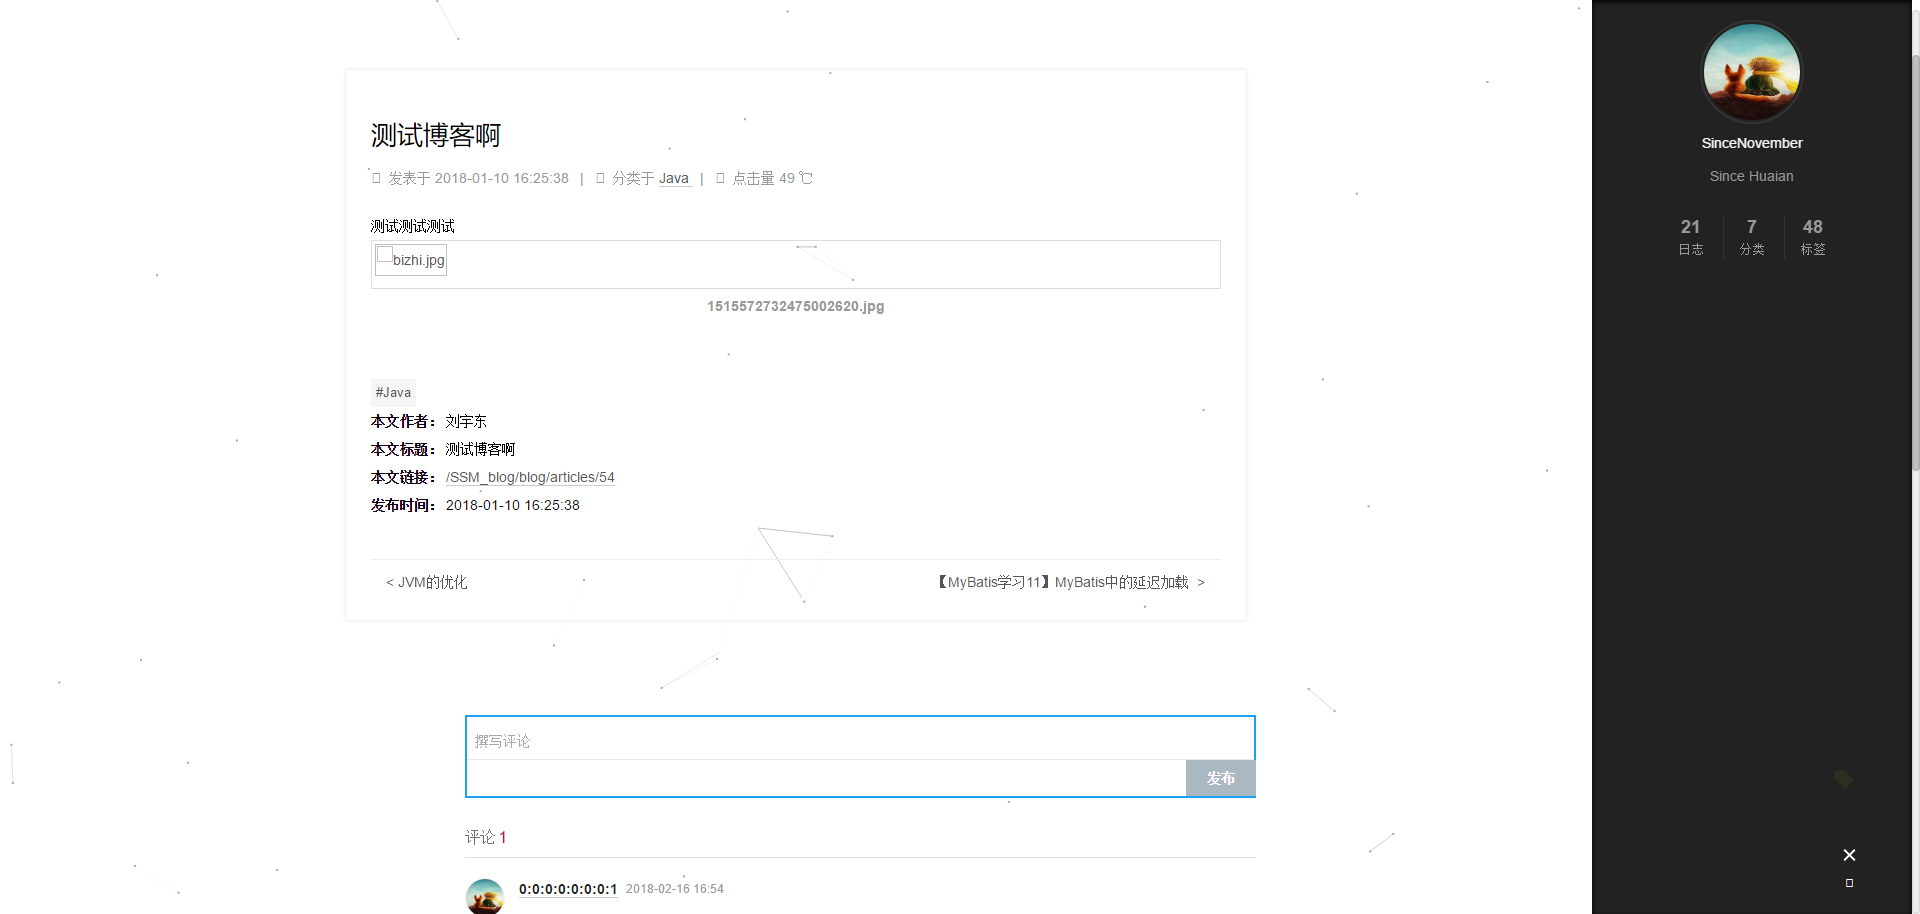 测试博客啊
发表于 2018-01-10 16:25:38 | 分类于 Java | 点击量 49 ℃
测试测试测试
bizhi.jpg
1515572732475002620.jpg
#Java
本文作者： 刘宇东
本文标题： 测试博客啊
本文链接： /SSM_blog/blog/articles/54
发布时间： 2018-01-10 16:25:38
< JVM的优化
【MyBatis学习11】MyBatis中的延迟加载 >
撰写评论
发布
评论 1
0:0:0:0:0:0:0:1 2018-02-16 16:54
SinceNovember
Since Huaian
21 7 48
日志 分类 标签